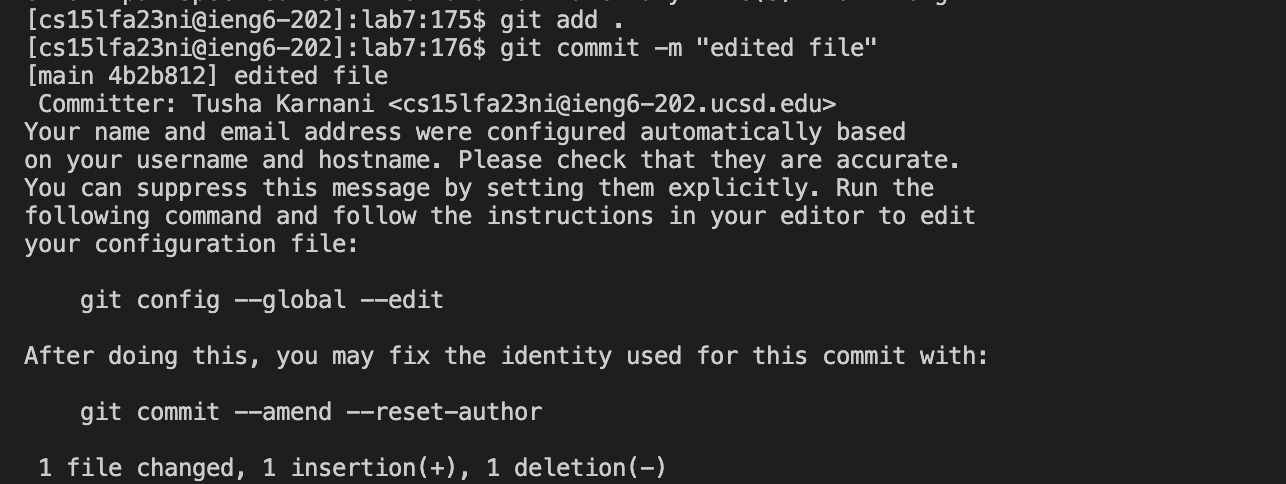 [cs15lfa23ni@ieng6-202]:lab7:175$ git add .
[cs15lfa23ni@ieng6-202]:lab7:176$ git commit -m "edited file"
[main 4b2b812] edited file
 Committer: Tusha Karnani <cs15lfa23ni@ieng6-202.ucsd.edu>
Your name and email address were configured automatically based
on your username and hostname. Please check that they are accurate.
You can suppress this message by setting them explicitly. Run the
following command and follow the instructions in your editor to edit
your configuration file:

    git config --global --edit

After doing this, you may fix the identity used for this commit with:

    git commit --amend --reset-author

 1 file changed, 1 insertion(+), 1 deletion(-)